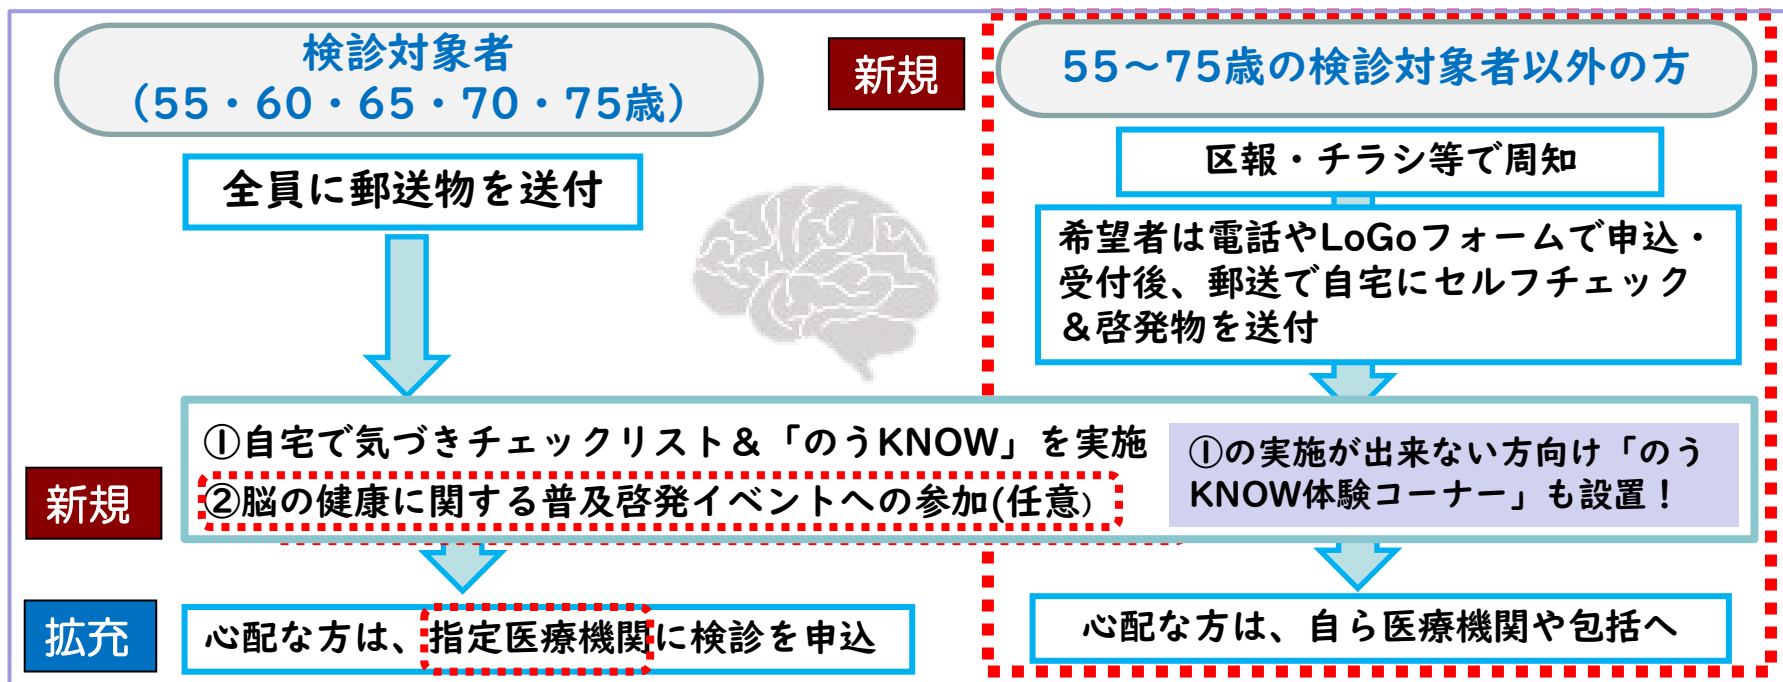 検診対象者
（55・60・65・70・75歳）
全員に郵送物を送付
新規
55～75歳の検診対象者以外の方
区報・チラシ等で周知
希望者は電話やLoGoフォームで申込・
受付後、郵送で自宅にセルフチェック
＆啓発物を送付
新規
①自宅で気づきチェックリスト＆「のうKNOW」を実施
②脳の健康に関する普及啓発イベントへの参加(任意)
①の実施が出来ない方向け「のう
KNOW体験コーナー」も設置！
拡充
心配な方は、指定医療機関に検診を申込
心配な方は、自ら医療機関や包括へ